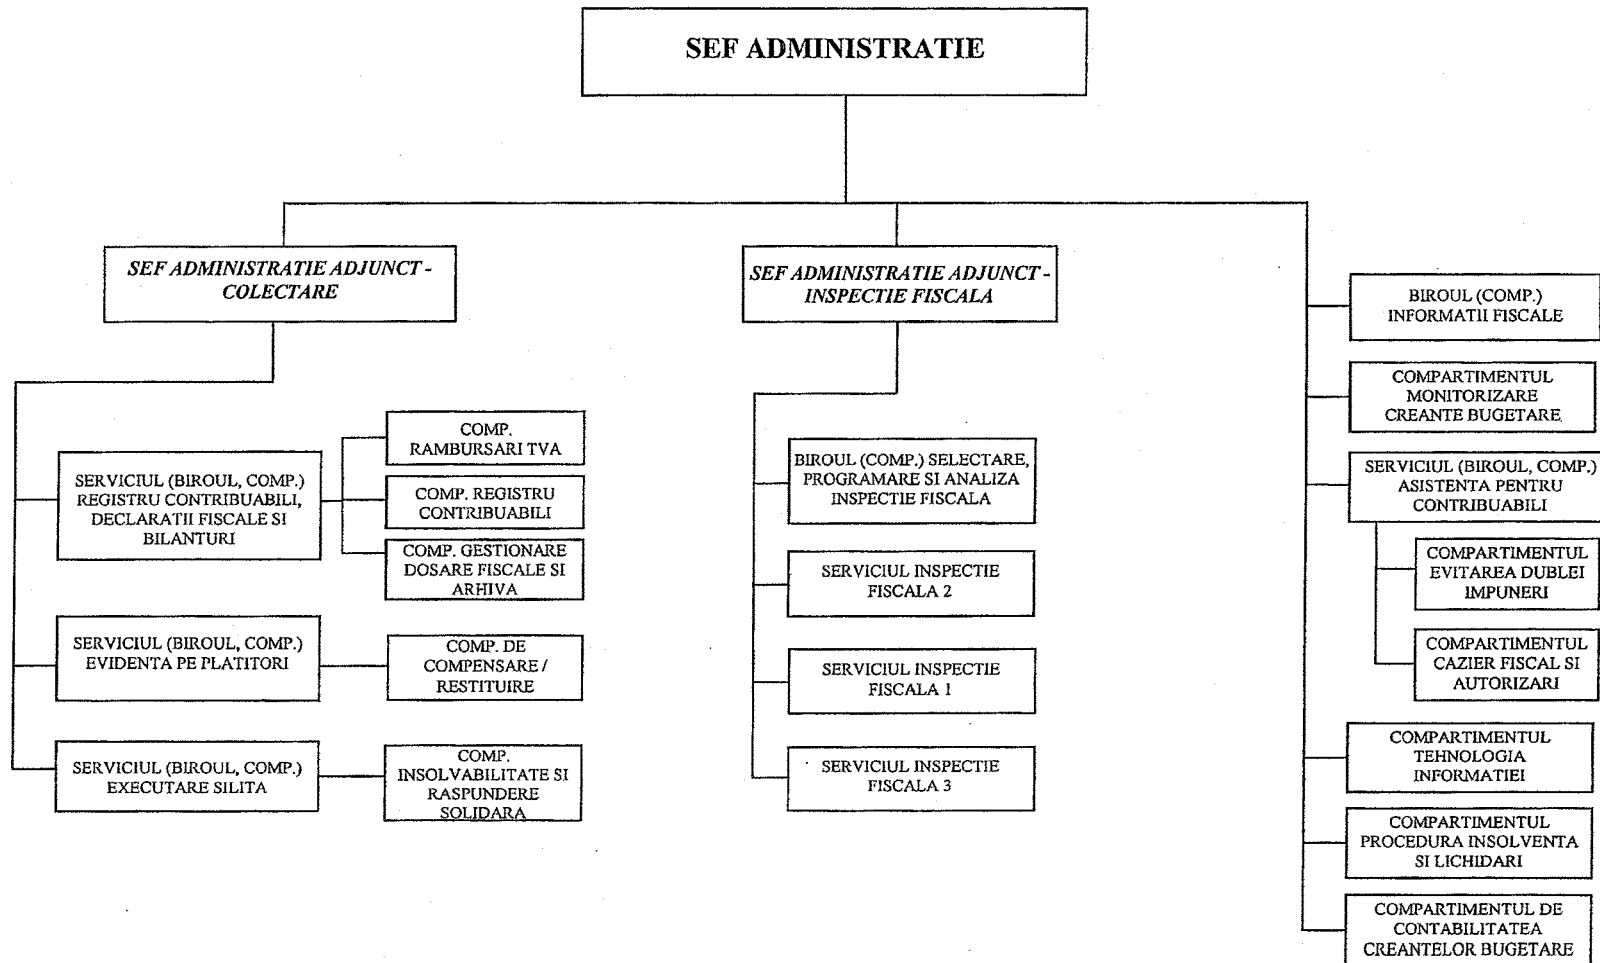 SEF ADMINISTRATIE
SEF ADMINISTRATIE ADJUNCT -
COLECTARE
SERVICIUL (BIROUL, COMP.)
REGISTRU CONTRIBUABILI,
DECLARATII FISCALE SI
BILANTURI
COMP.
RAMBURSARI TVA
COMP. REGISTRU
CONTRIBUABILI
COMP. GESTIONARE
DOSARE FISCALE SI
ARHIVA
SERVICIUL (BIROUL, COMP.)
EVIDENTA PE PLATITORI
COMP. DE
COMPENSARE /
RESTITUIRE
SERVICIUL (BIROUL, COMP.)
EXECUTARE SILITA
COMP.
INSOLVABILITATE SI
RASPUNDERE
SOLIDARA
SEF ADMINISTRATIE ADJUNCT -
INSPECTIE FISCALA
BIROUL (COMP.) SELECTARE,
PROGRAMARE SI ANALIZA
INSPECTIE FISCALA
SERVICIUL INSPECTIE
FISCALA 2
SERVICIUL INSPECTIE
FISCALA 1
SERVICIUL INSPECTIE
FISCALA 3
BIROUL (COMP.)
INFORMATII FISCALE
COMPARTIMENTUL
MONITORIZARE
CREANTE BUGETARE
SERVICIUL (BIROUL, COMP.)
ASISTENTA PENTRU
CONTRIBUABILI
COMPARTIMENTUL
EVITAREA DUBLEI
IMPUNERI
COMPARTIMENTUL
CAZIER FISCAL SI
AUTORIZARI
COMPARTIMENTUL
TEHNOLOGIA
INFORMATIEI
COMPARTIMENTUL
PROCEDURA INSOLVENTA
SI LICHIDARI
COMPARTIMENTUL DE
CONTABILITATEA
CREANTELOR BUGETARE